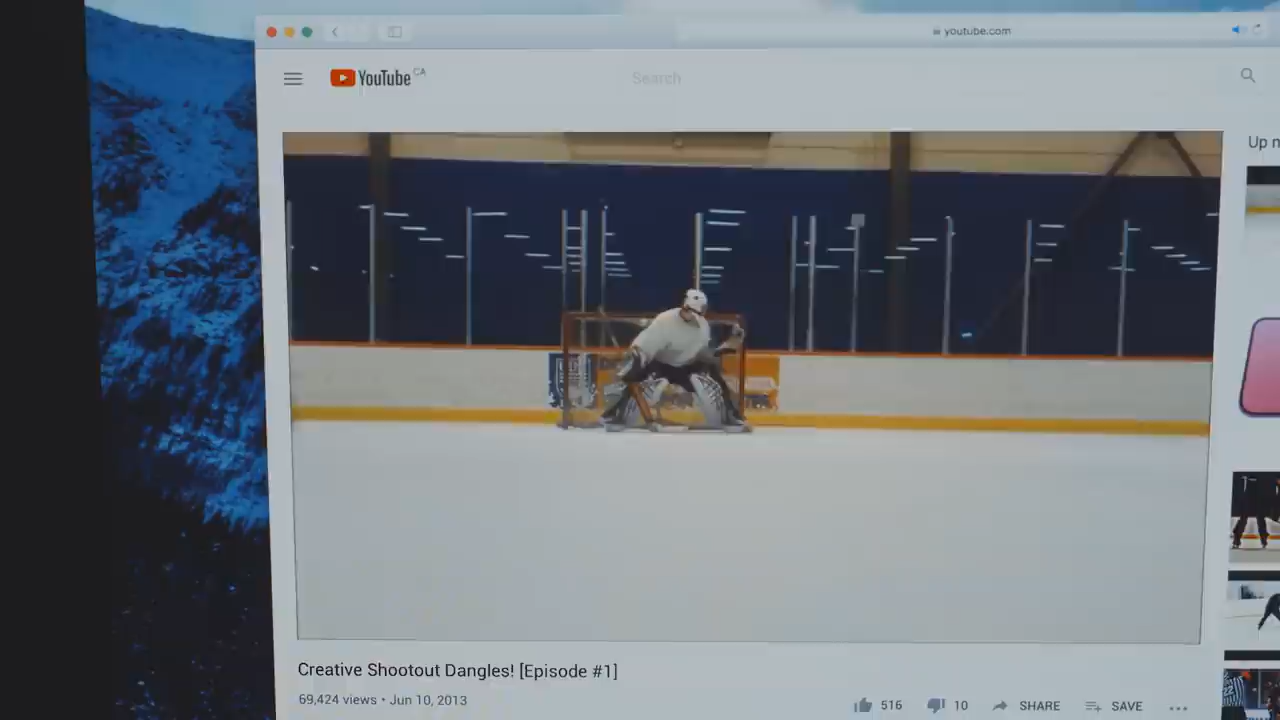 youtube.com
YouTube CA
Search
Up n
Creative Shootout Dangles! [Episode #1]
69,424 views • Jun 10, 2013
516
10
SHARE
SAVE